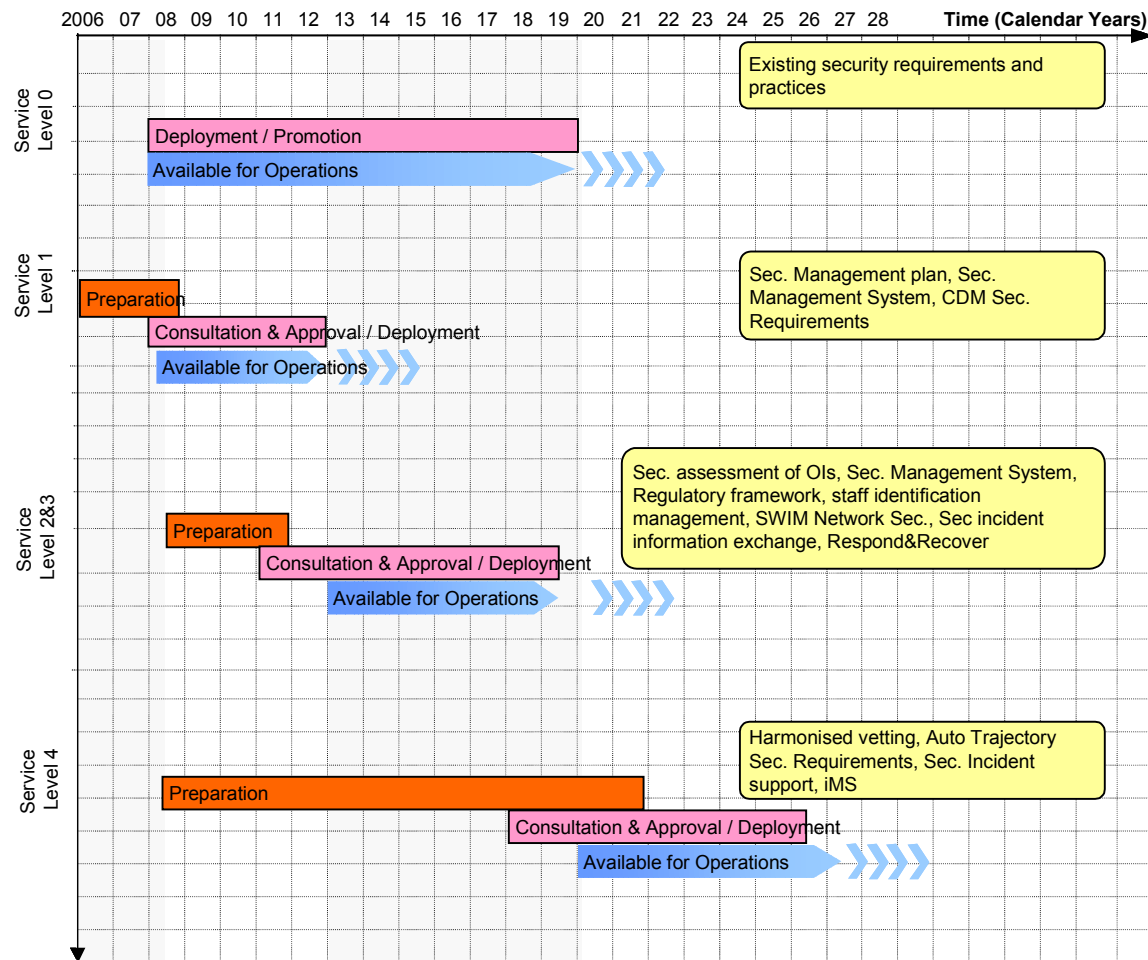 2006 07 08 09 10 11 12 13 14 15 16 17 18 19 20 21 22 23 24 25 26 27 28 Time (Calendar Years)
Service
Level 0
Existing security requirements and
practices
Deployment / Promotion
Available for Operations
Service
Level 1
Sec. Management plan, Sec.
Management System, CDM Sec.
Requirements
Preparation
Consultation & Approval / Deployment
Available for Operations
Service
Level 2&3
Sec. assessment of OIs, Sec. Management System,
Regulatory framework, staff identification
management, SWIM Network Sec., Sec incident
information exchange, Respond&Recover
Preparation
Consultation & Approval / Deployment
Available for Operations
Service
Level 4
Harmonised vetting, Auto Trajectory
Sec. Requirements, Sec. Incident
support, iMS
Preparation
Consultation & Approval / Deployment
Available for Operations